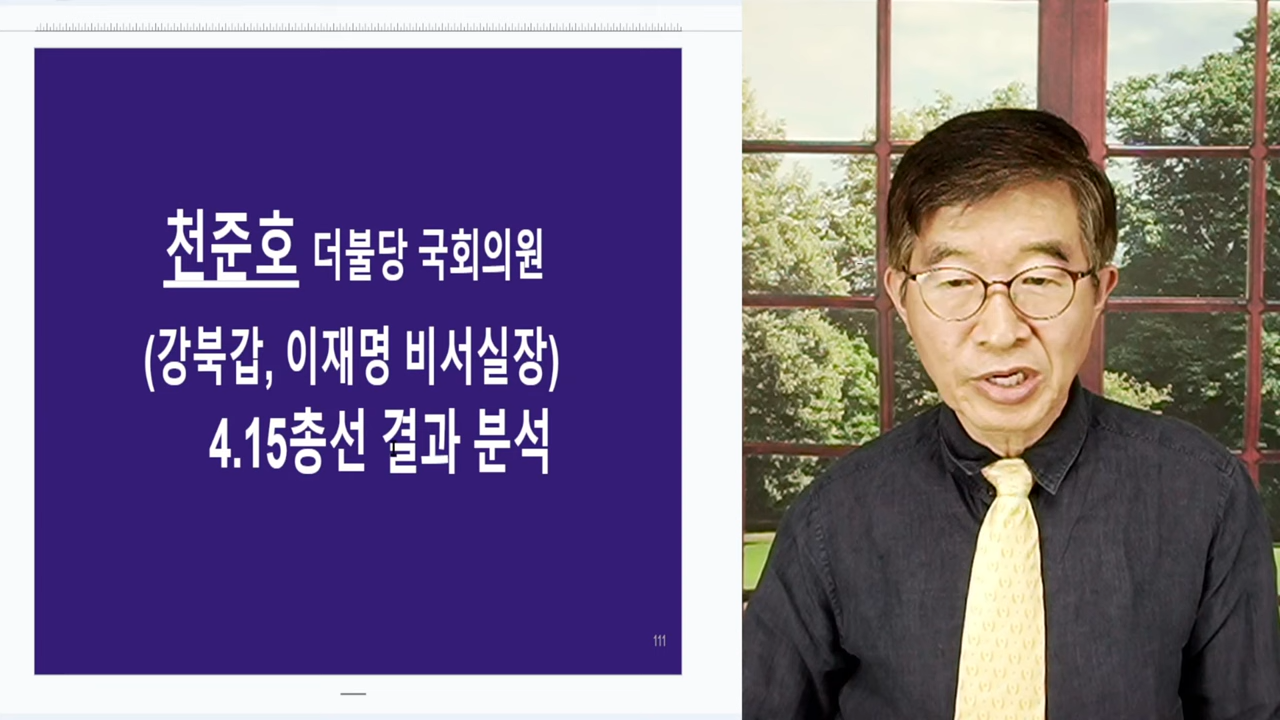 천준호 더불당 국회의원
(강북갑, 이재명 비서실장)
4.15총선 결과 분석
111